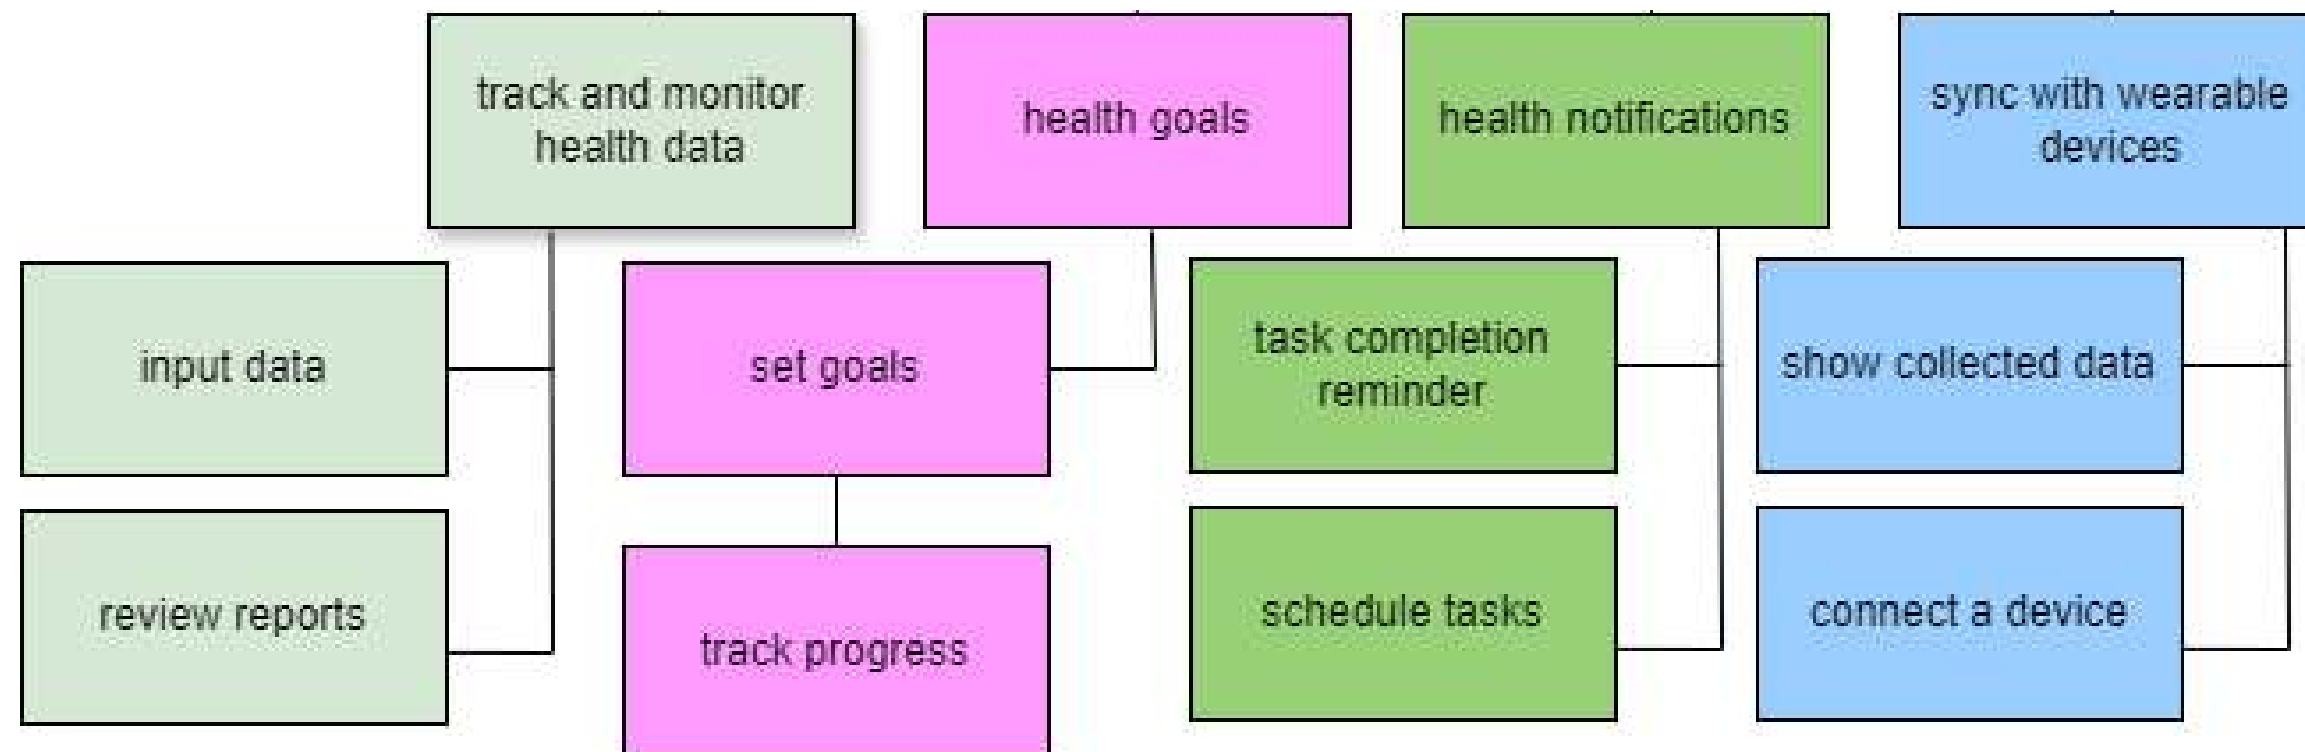 track and monitor
health data
health goals
health notifications
sync with wearable
devices
input data
set goals
task completion
reminder
show collected data
review reports
track progress
schedule tasks
connect a device